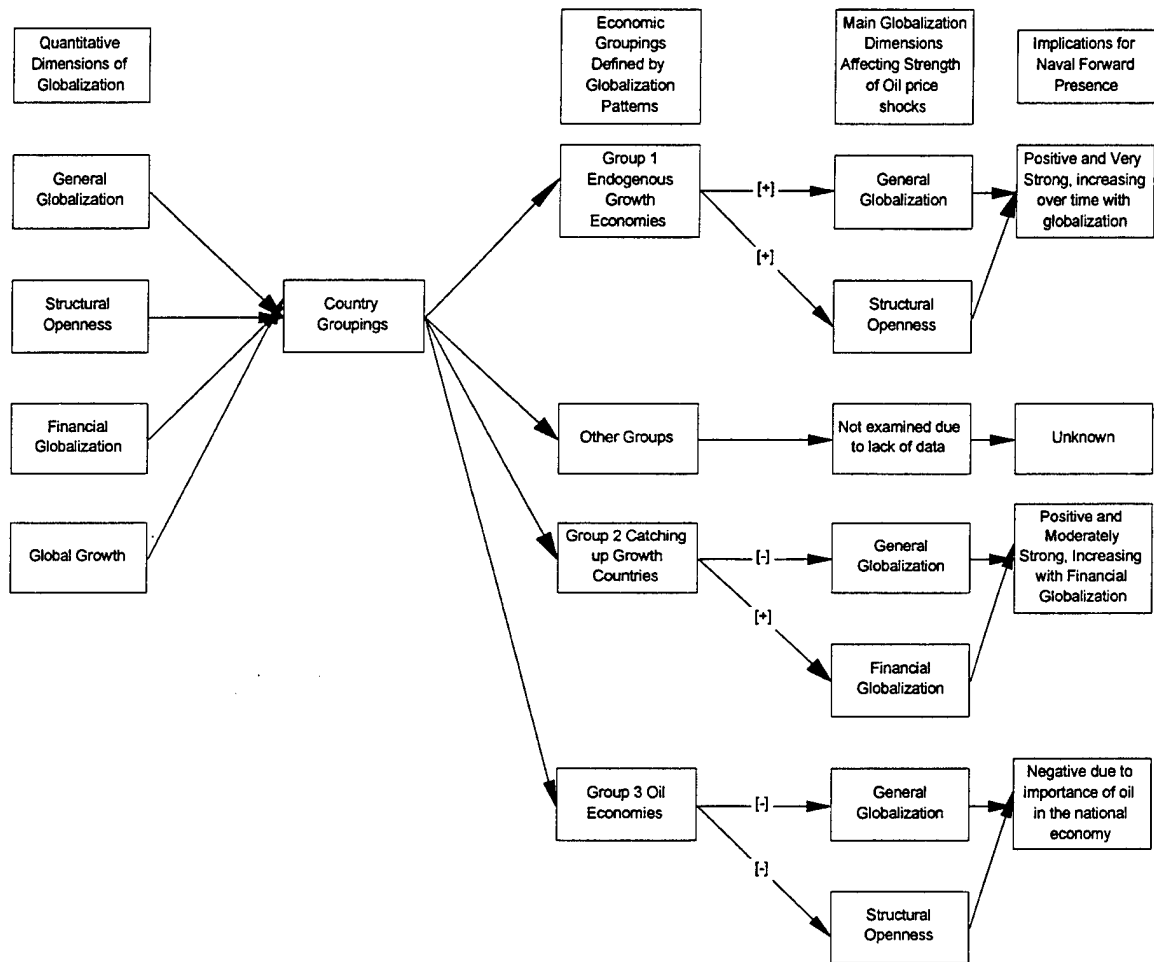 Quantitative
Dimensions of
Globalization
Economic
Groupings
Defined by
Globalization
Patterns
Main Globalization
Dimensions
Affecting Strength
of Oil price
shocks
Implications for
Naval Forward
Presence
General
Globalization
Structural
Openness
Financial
Globalization
Global Growth
Country
Groupings
Group 1
Endogenous
Growth
Economies
[+]
[+]
General
Globalization
Structural
Openness
Positive and Very
Strong, increasing
over time with
globalization
Other Groups
Not examined due
to lack of data
Unknown
Group 2 Catching
up Growth
Countries
[-]
[+]
General
Globalization
Financial
Globalization
Positive and
Moderately
Strong, Increasing
with Financial
Globalization
Group 3 Oil
Economies
[-]
[-]
General
Globalization
Structural
Openness
Negative due to
importance of oil
in the national
economy